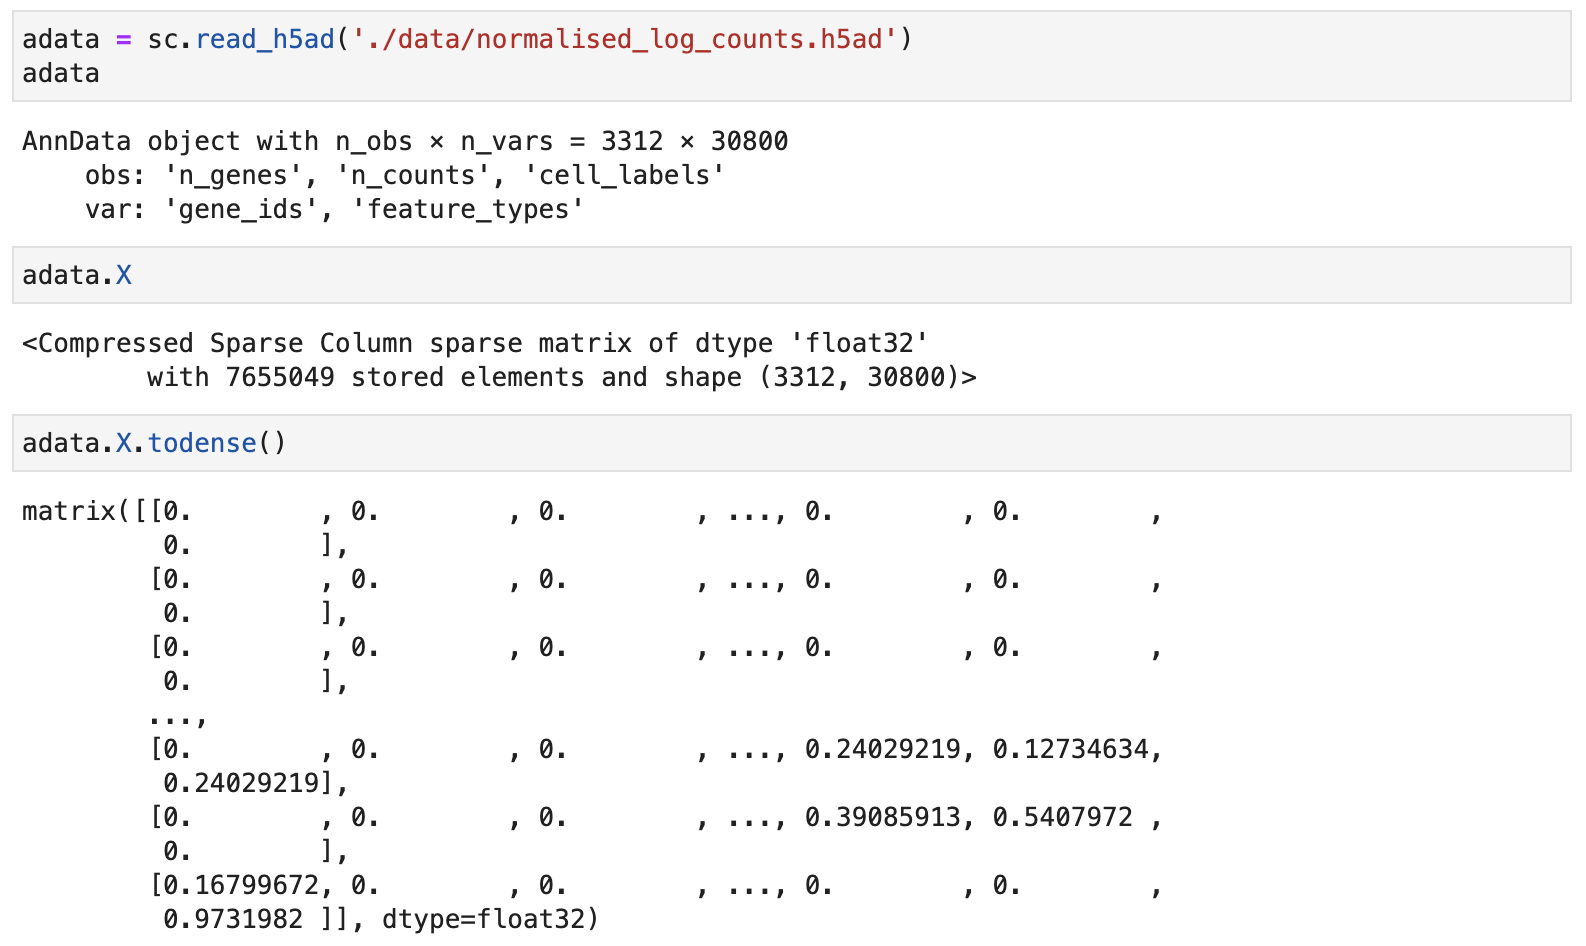 adata = sc.read_h5ad('./data/normalised_log_counts.h5ad')
adata
AnnData object with n_obs × n_vars = 3312 × 30800
    obs: 'n_genes', 'n_counts', 'cell_labels'
    var: 'gene_ids', 'feature_types'
adata.X
<Compressed Sparse Column sparse matrix of dtype 'float32'
        with 7655049 stored elements and shape (3312, 30800)>
adata.X.todense()
matrix([[0.        , 0.        , 0.        , ..., 0.        , 0.        ,
         0.        ],
        [0.        , 0.        , 0.        , ..., 0.        , 0.        ,
         0.        ],
        [0.        , 0.        , 0.        , ..., 0.        , 0.        ,
         0.        ],
        ...,
        [0.        , 0.        , 0.        , ..., 0.24029219, 0.12734634,
         0.24029219],
        [0.        , 0.        , 0.        , ..., 0.39085913, 0.5407972 ,
         0.        ],
        [0.16799672, 0.        , 0.        , ..., 0.        , 0.        ,
         0.9731982 ]], dtype=float32)